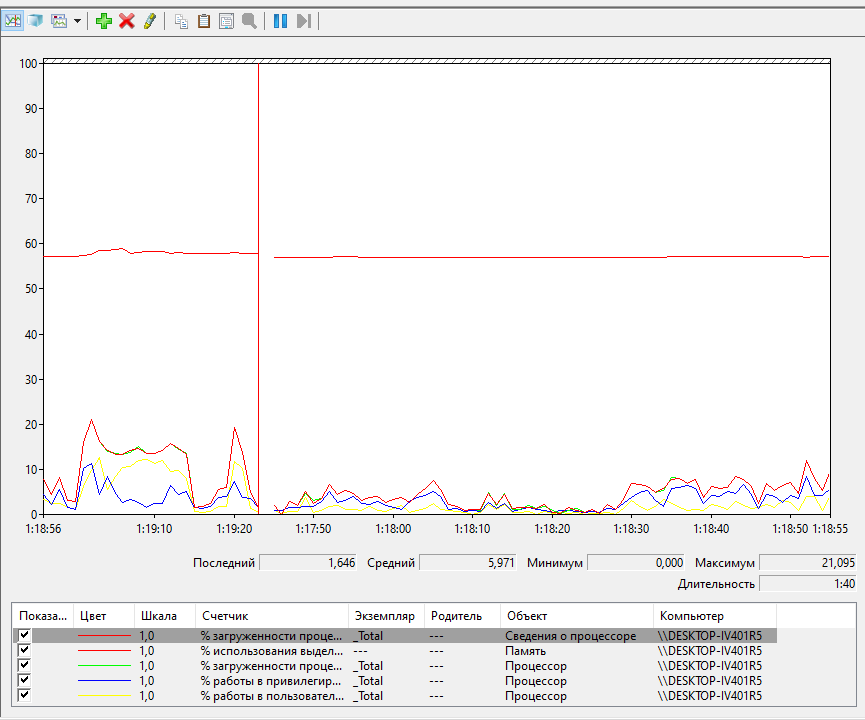 100
90
80
70
60
50
40
30
20
10
0
1:18:56 1:19:10 1:19:20 1:17:50 1:18:00 1:18:10 1:18:20 1:18:30 1:18:40 1:18:50 1:18:55
Последний 1,646 Средний 5,971 Минимум 0,000 Максимум 21,095
Длительность 1:40
Показа... Цвет Шкала Счетчик Экземпляр Родитель Объект Компьютер
1,0 % загруженности проце... _Total --- Сведения о процессоре \\DESKTOP-IV401R5
1,0 % использования выдел... --- --- Память \\DESKTOP-IV401R5
1,0 % загруженности проце... _Total --- Процессор \\DESKTOP-IV401R5
1,0 % работы в привилегир... _Total --- Процессор \\DESKTOP-IV401R5
1,0 % работы в пользовател... _Total --- Процессор \\DESKTOP-IV401R5